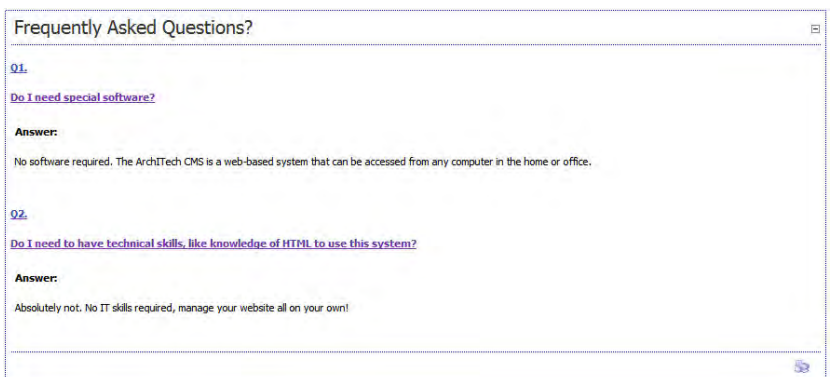 Frequently Asked Questions?
Q1.
Do I need special software?
Answer:
No software required. The ArchITech CMS is a web-based system that can be accessed from any computer in the home or office.
Q2.
Do I need to have technical skills, like knowledge of HTML to use this system?
Answer:
Absolutely not. No IT skills required, manage your website all on your own!